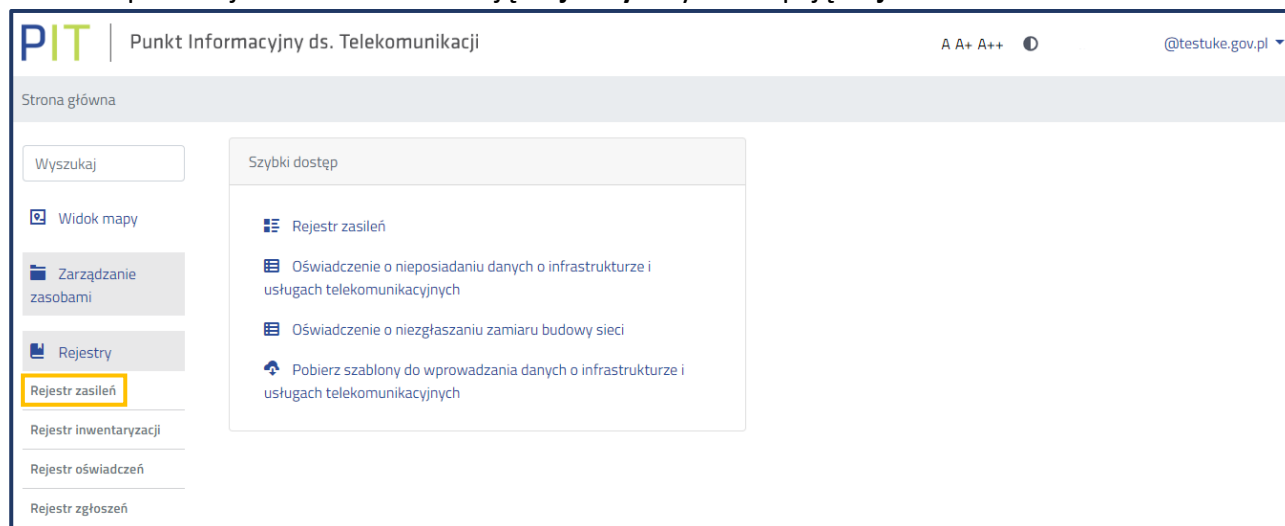 PIT Punkt Informacyjny ds. Telekomunikacji
A A+ A++
@testuke.gov.pl
Strona główna
Wyszukaj
Widok mapy
Zarządzanie
zasobami
Rejestry
Rejestr zasileń
Rejestr inwentaryzacji
Rejestr oświadczeń
Rejestr zgłoszeń
Szybki dostęp
Rejestr zasileń
Oświadczenie o nieposiadaniu danych o infrastrukturze i
usługach telekomunikacyjnych
Oświadczenie o niezgłaszaniu zamiaru budowy sieci
Pobierz szablony do wprowadzania danych o infrastrukturze i
usługach telekomunikacyjnych